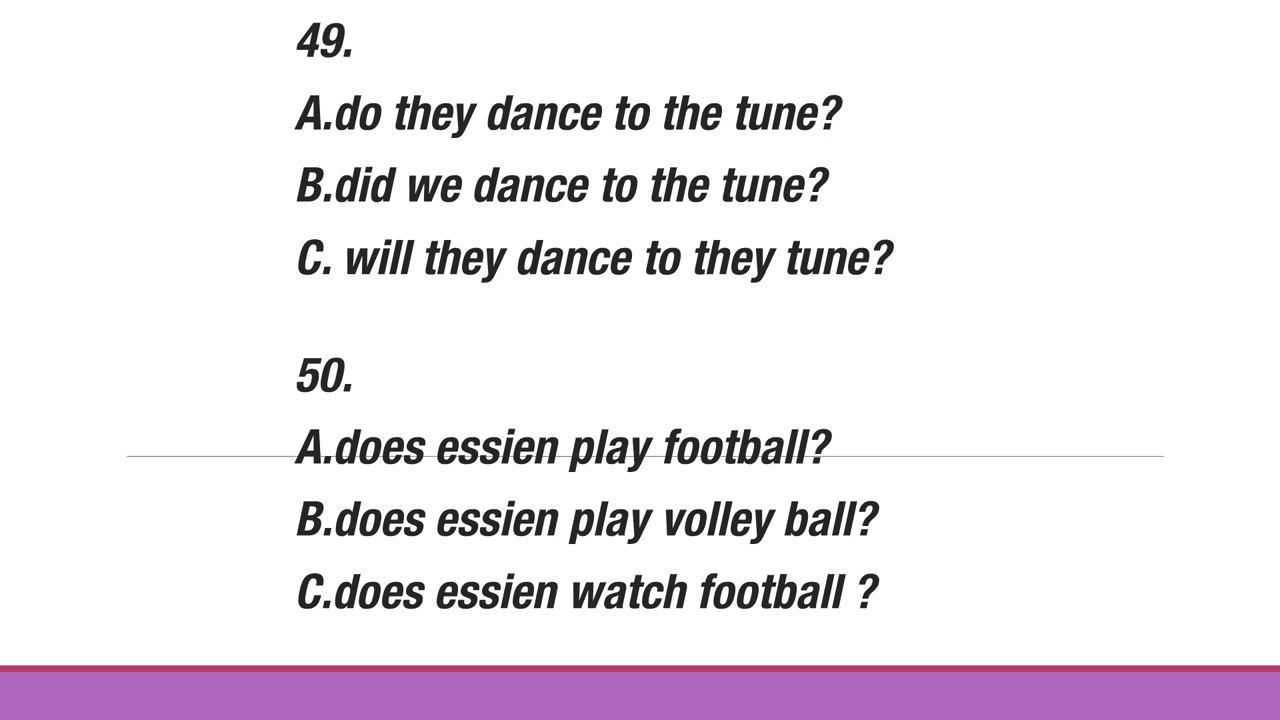 49.
A.do they dance to the tune?
B.did we dance to the tune?
C. will they dance to they tune?
50.
A.does essien play football?
B.does essien play volley ball?
C.does essien watch football ?